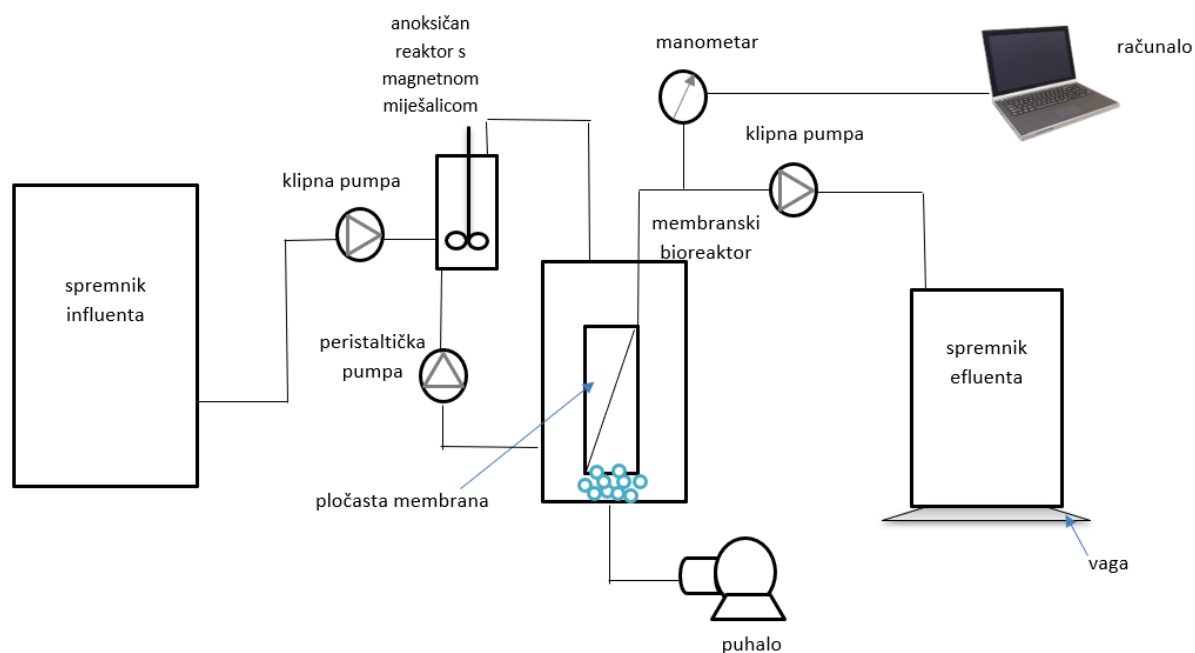 anoksičan
reaktor s
magnetnom
miješalicom
manometar
računalo
klipna pumpa
klipna pumpa
membranski
bioreaktor
spremnik
influenta
peristaltička
pumpa
spremnik
efluenta
pločasta membrana
vaga
puhalo